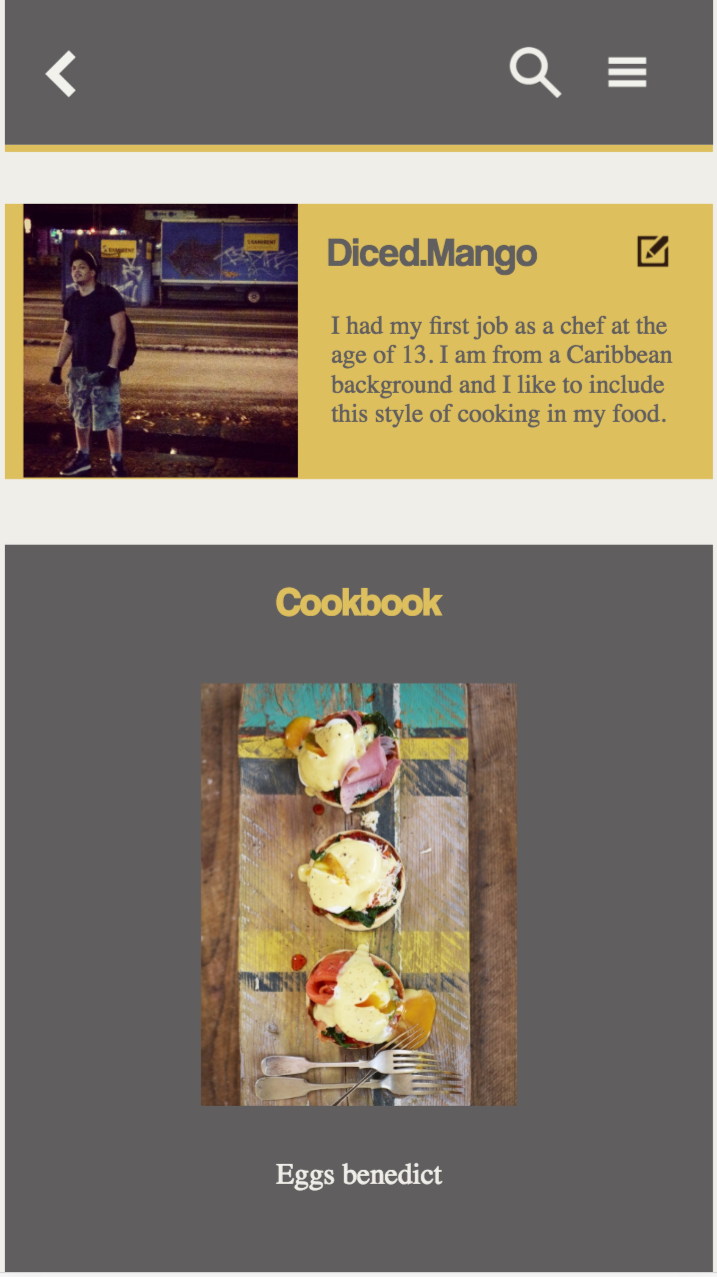 Diced.Mango
I had my first job as a chef at the
age of 13. I am from a Caribbean
background and I like to include
this style of cooking in my food.
Cookbook
Eggs benedict